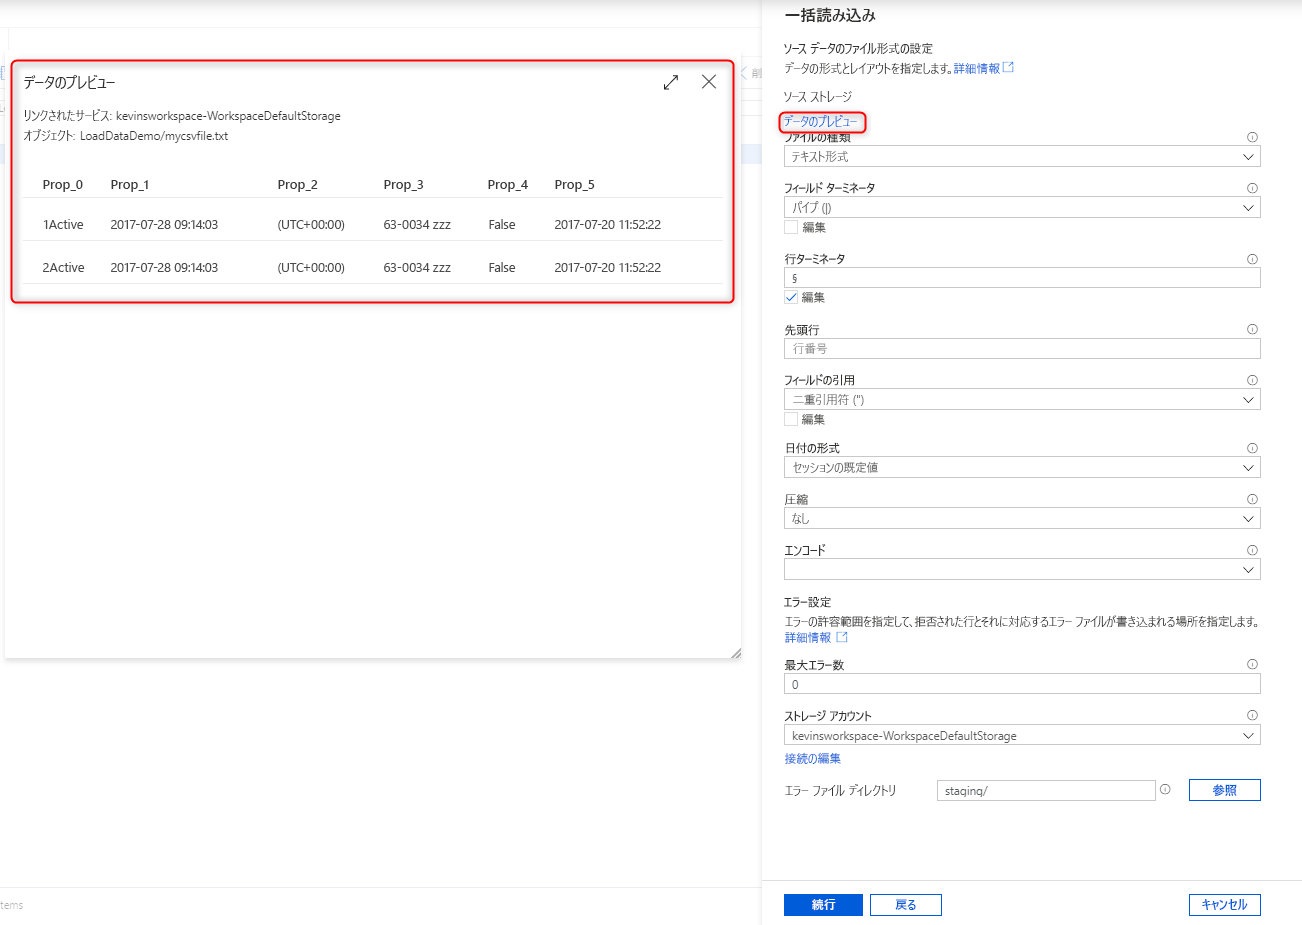 データのプレビュー
リンクされたサービス: kevinsworkspace-WorkspaceDefaultStorage
オブジェクト: LoadDataDemo/mycsvfile.txt
Prop_0 Prop_1 Prop_2 Prop_3 Prop_4 Prop_5
1Active 2017-07-28 09:14:03 (UTC+00:00) 63-0034 zzz False 2017-07-20 11:52:22
2Active 2017-07-28 09:14:03 (UTC+00:00) 63-0034 zzz False 2017-07-20 11:52:22
削
tems
一括読み込み
ソース データのファイル形式の設定
データの形式とレイアウトを指定します。詳細情報
ソース ストレージ
データのプレビュー
ファイルの種類
テキスト形式
フィールド ターミネータ
パイプ (|)
編集
行ターミネータ
§
編集
先頭行
行番号
フィールドの引用
二重引用符 (")
編集
日付の形式
セッションの既定値
圧縮
なし
エンコード
エラー設定
エラーの許容範囲を指定して、拒否された行とそれに対応するエラー ファイルが書き込まれる場所を指定します。
詳細情報
最大エラー数
0
ストレージ アカウント
kevinsworkspace-WorkspaceDefaultStorage
接続の編集
エラー ファイル ディレクトリ staging/ 参照
続行 戻る キャンセル